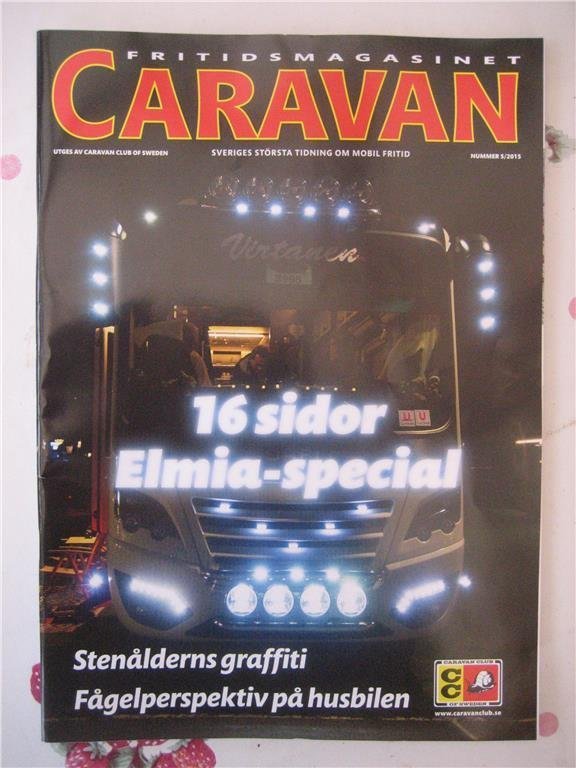 FRITIDSMAGASINET
CARAVAN
UTGES AV CARAVAN CLUB OF SWEDEN
SVERIGES STÖRSTA TIDNING OM MOBIL FRITID
NUMMER 5/2015
Virtanen
16 sidor
Elmia-special
Stenålderns graffiti
Fågelperspektiv på husbilen
CARAVAN CLUB
C
C
OF SWEDEN
www.caravanclub.se